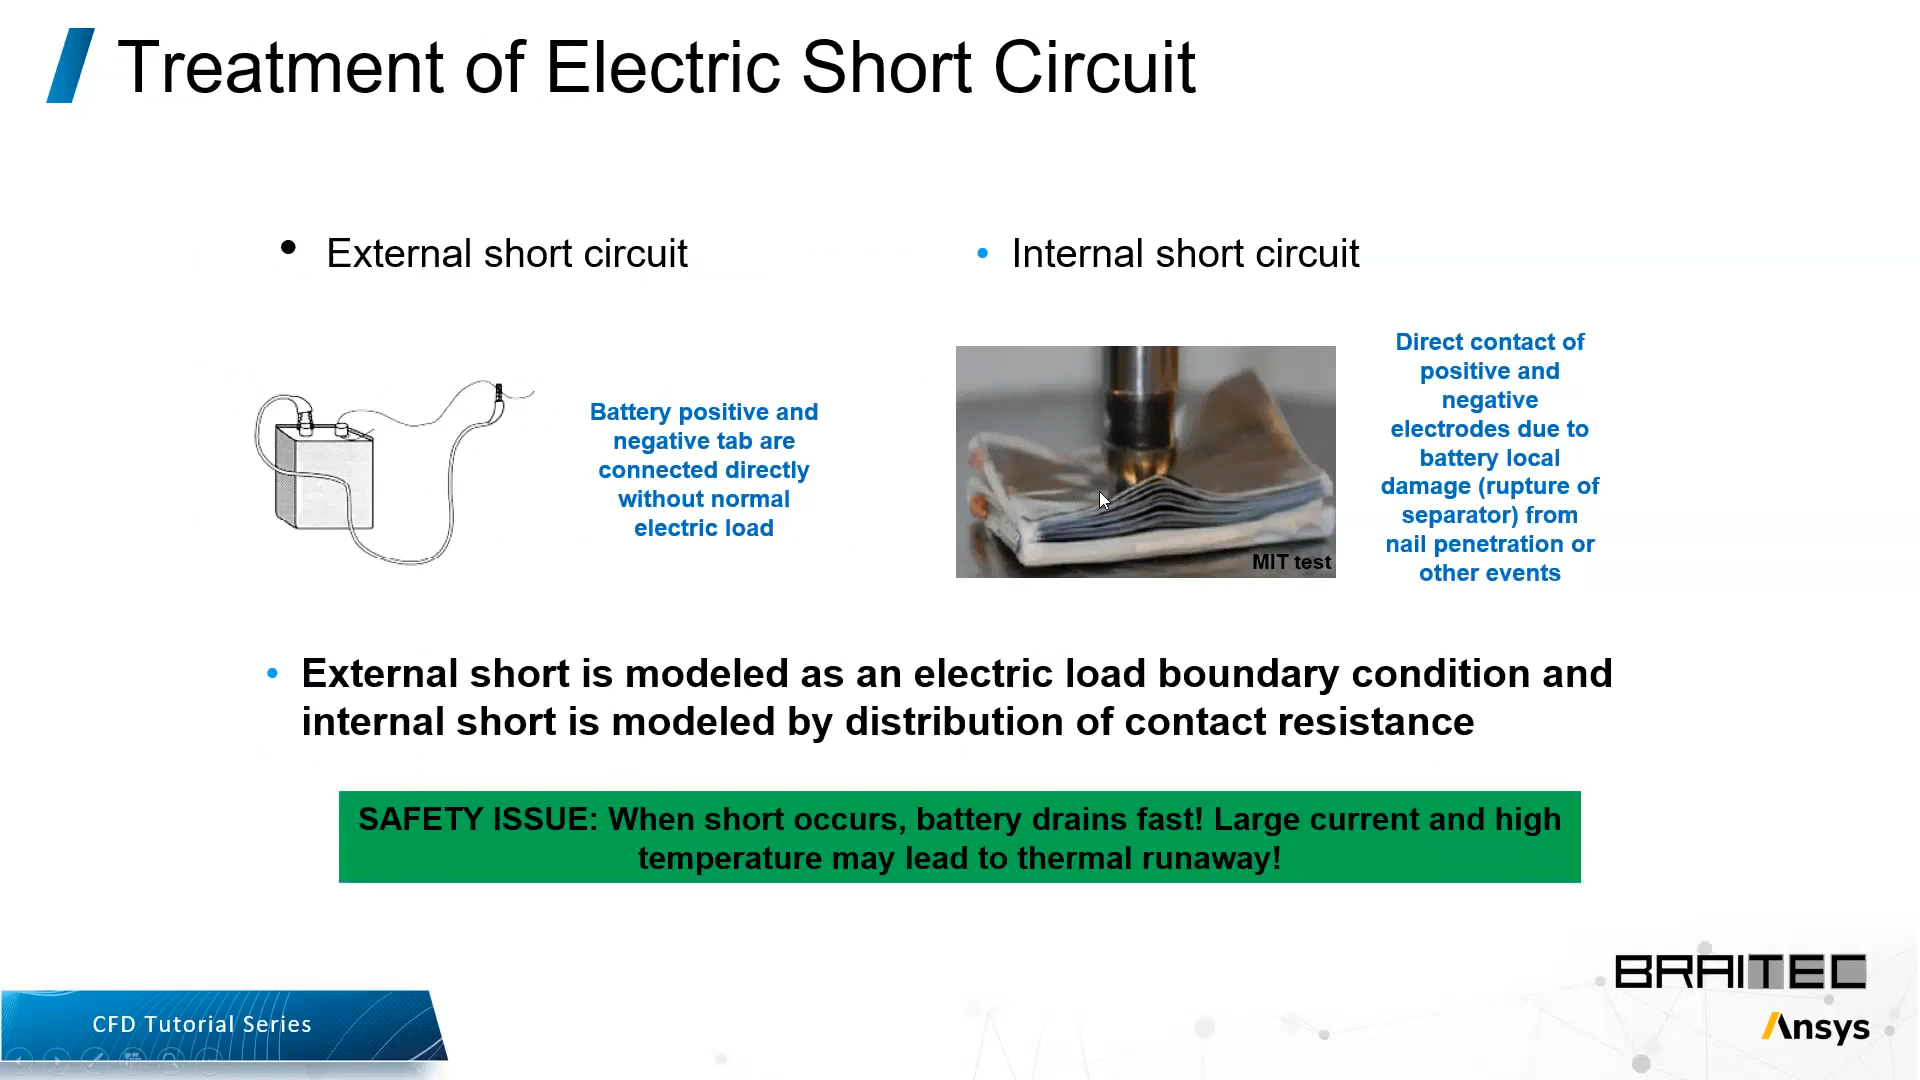 Treatment of Electric Short Circuit
• External short circuit
• Internal short circuit
Battery positive and
negative tab are
connected directly
without normal
electric load
MIT test
Direct contact of
positive and
negative
electrodes due to
battery local
damage (rupture of
separator) from
nail penetration or
other events
• External short is modeled as an electric load boundary condition and
internal short is modeled by distribution of contact resistance
SAFETY ISSUE: When short occurs, battery drains fast! Large current and high
temperature may lead to thermal runaway!
CFD Tutorial Series
BRAITEC
Ansys